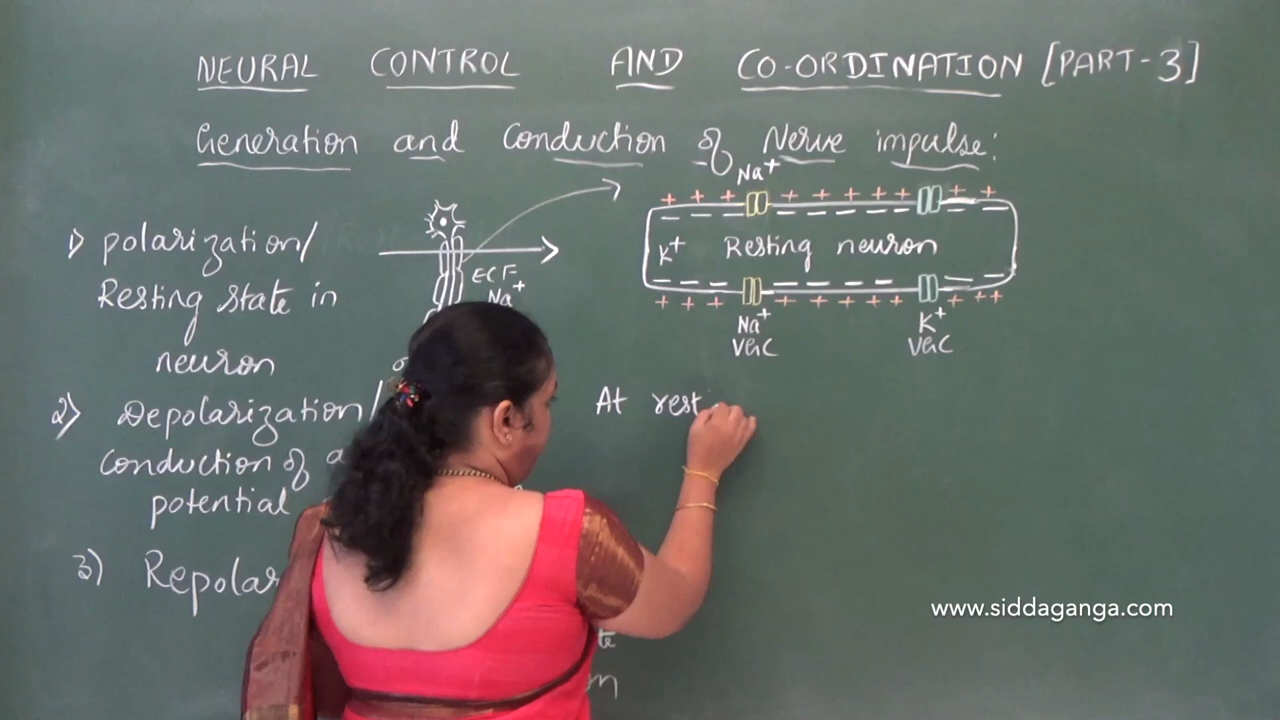 NEURAL CONTROL AND CO-ORDINATION [PART-3]
Generation and Conduction of Nerve impulse:
1) polarization/
Resting state in
neuron
2) Depolarization/
Conduction of
potential
3)
ECF
Na+
Na+
K+ Resting neuron
Na+ K+
VGC VGC
At rest
www.siddaganga.com